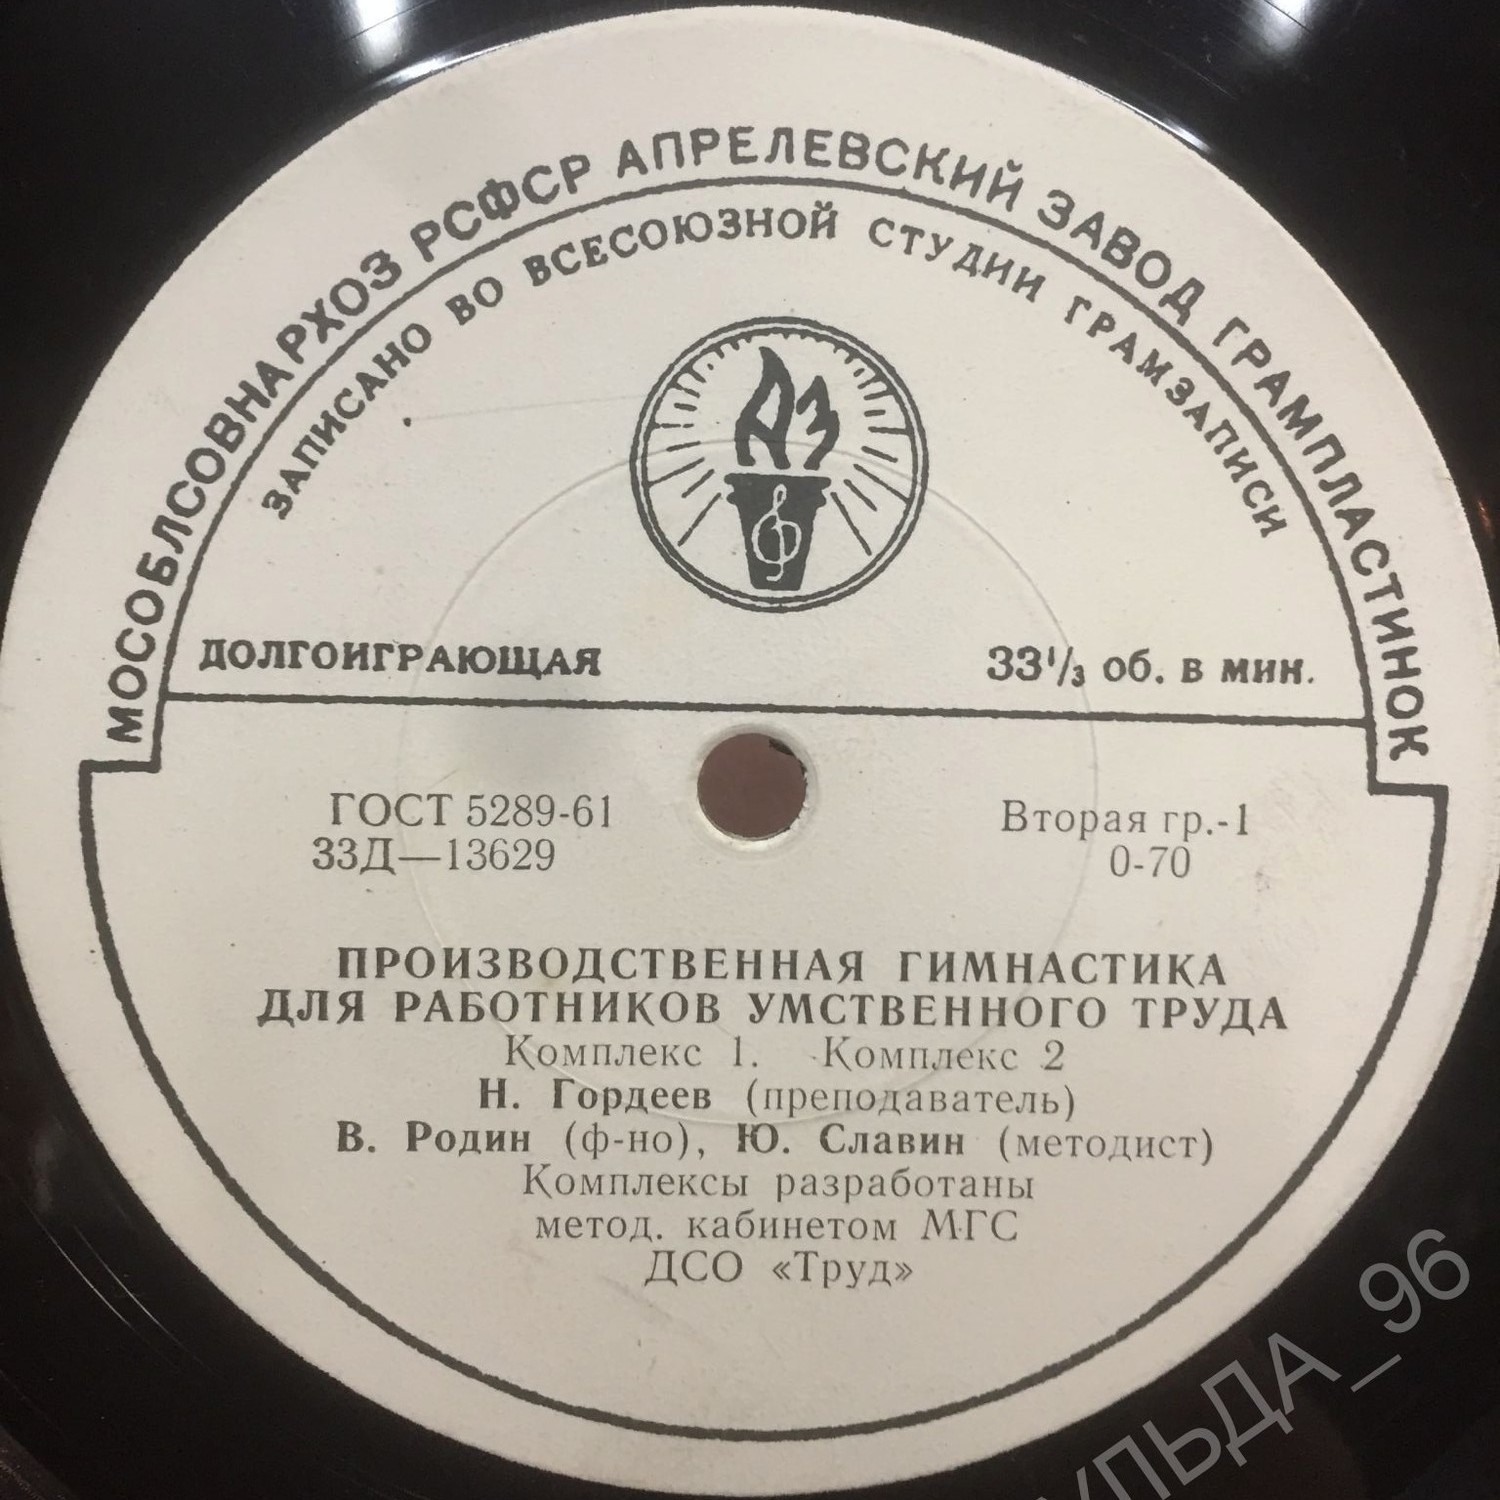 МОСОБЛСОВНАРХОЗ РСФСР АПРЕЛЕВСКИЙ ЗАВОД ГРАМПЛАСТИНОК
ЗАПИСАНО ВО ВСЕСОЮЗНОЙ СТУДИИ ГРАМЗАПИСИ
АЗ
ДОЛГОИГРАЮЩАЯ 33 1/3 об. в мин.
ГОСТ 5289-61 Вторая гр.-1
33Д—13629 0-70
ПРОИЗВОДСТВЕННАЯ ГИМНАСТИКА
ДЛЯ РАБОТНИКОВ УМСТВЕННОГО ТРУДА
Комплекс 1. Комплекс 2
Н. Гордеев (преподаватель)
В. Родин (ф-но), Ю. Славин (методист)
Комплексы разработаны
метод. кабинетом МГС
ДСО «Труд»